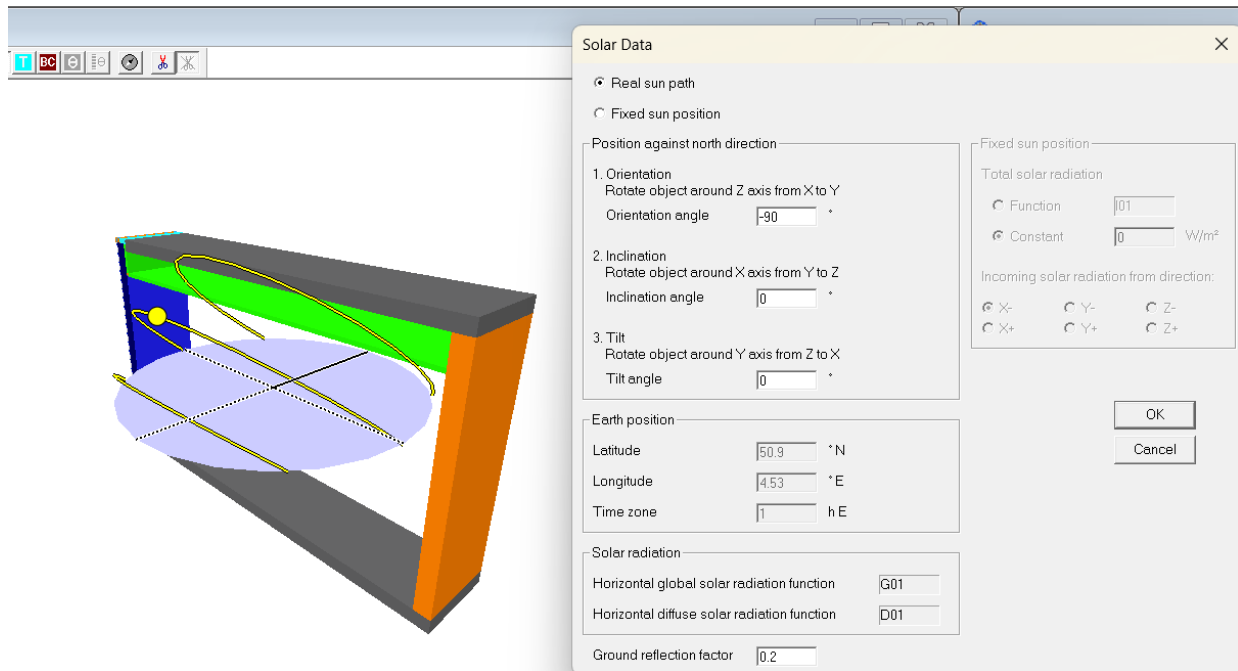 T BC θ θ
Solar Data
Real sun path
Fixed sun position
Position against north direction
1. Orientation
Rotate object around Z axis from X to Y
Orientation angle -90 °
2. Inclination
Rotate object around X axis from Y to Z
Inclination angle 0 °
3. Tilt
Rotate object around Y axis from Z to X
Tilt angle 0 °
Earth position
Latitude 50.9 °N
Longitude 4.53 °E
Time zone 1 h E
Solar radiation
Horizontal global solar radiation function G01
Horizontal diffuse solar radiation function D01
Ground reflection factor 0.2
Fixed sun position
Total solar radiation
Function I01
Constant 0 W/m²
Incoming solar radiation from direction:
X- Y- Z-
X+ Y+ Z+
OK
Cancel